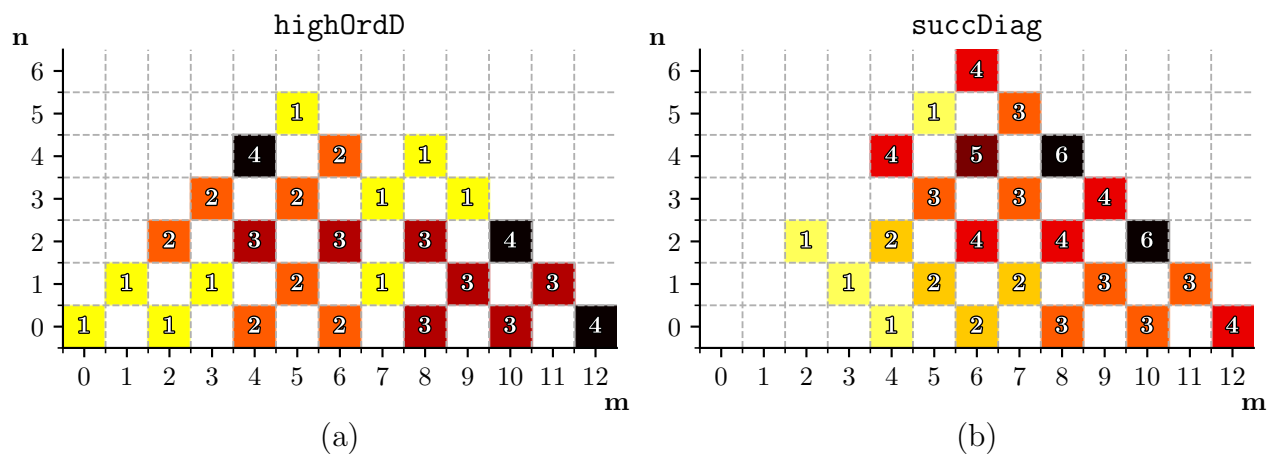 highOrdD
n
6
5 1
4 4 2 1
3 2 2 1 1
2 2 3 3 3 4
1 1 1 2 1 3 3
0 1 1 2 2 3 3 4
0 1 2 3 4 5 6 7 8 9 10 11 12
m
(a)
succDiag
n
6 4
5 1 3
4 4 5 6
3 3 3 4
2 1 2 4 4 6
1 1 2 2 3 3
0 1 2 3 3 4
0 1 2 3 4 5 6 7 8 9 10 11 12
m
(b)